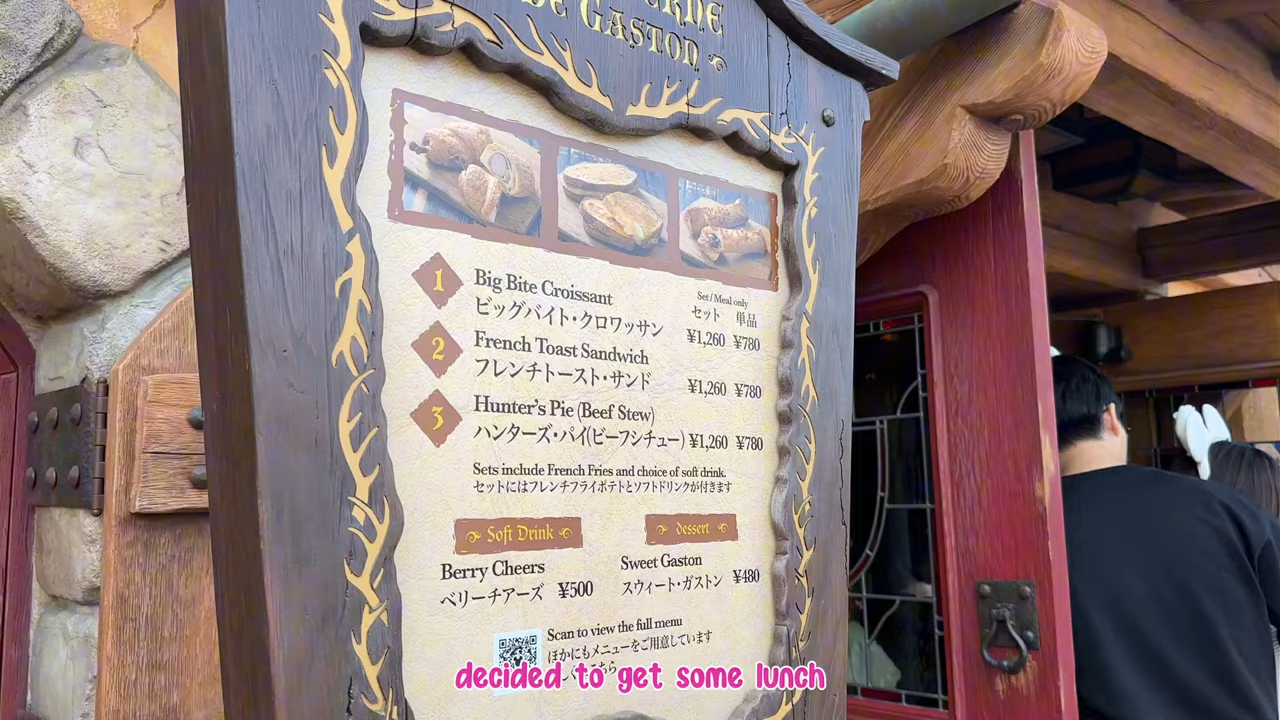 DE GASTON
1
Big Bite Croissant
ビッグバイト・クロワッサン
Set / Meal only
セット 単品
¥1,260 ¥780
2
French Toast Sandwich
フレンチトースト・サンド
¥1,260 ¥780
3
Hunter's Pie (Beef Stew)
ハンターズ・パイ(ビーフシチュー) ¥1,260 ¥780
Sets include French Fries and choice of soft drink.
セットにはフレンチフライポテトとソフトドリンクが付きます
Soft Drink
Berry Cheers
ベリーチアーズ ¥500
dessert
Sweet Gaston
スウィート・ガストン ¥480
Scan to view the full menu
ほかにもメニューをご用意しています
decided to get some lunch